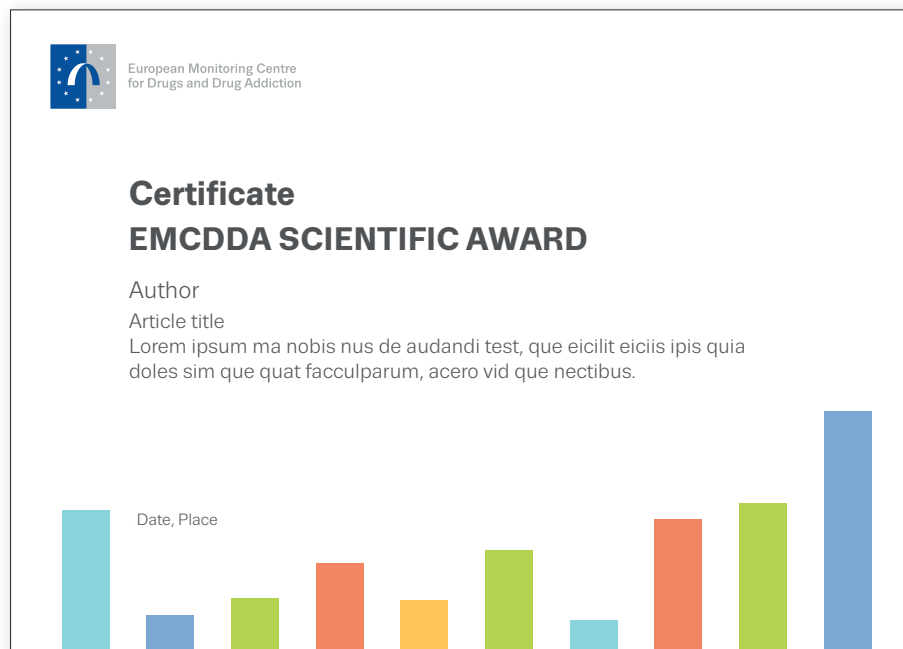 European Monitoring Centre
for Drugs and Drug Addiction
Certificate
EMCDDA SCIENTIFIC AWARD
Author
Article title
Lorem ipsum ma nobis nus de audandi test, que eicilit eiciis ipis quia
doles sim que quat facculparum, acero vid que nectibus.
Date, Place